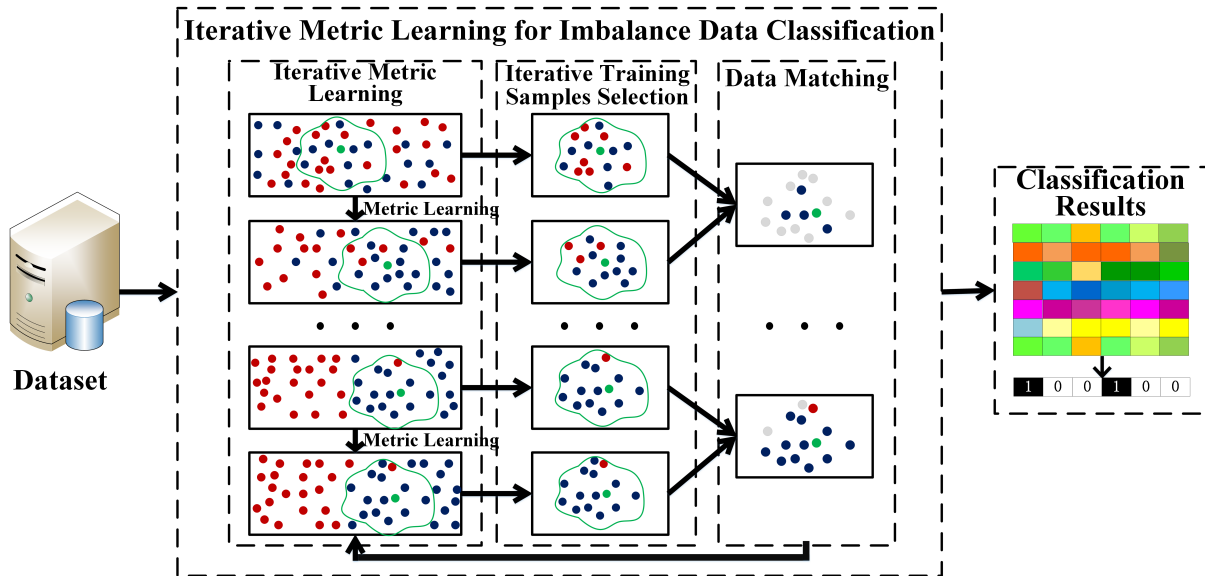 Iterative Metric Learning for Imbalance Data Classification
Iterative Metric
Learning
Iterative Training
Samples Selection
Data Matching
Metric Learning
Metric Learning
Dataset
Classification
Results
1 0 0 1 0 0